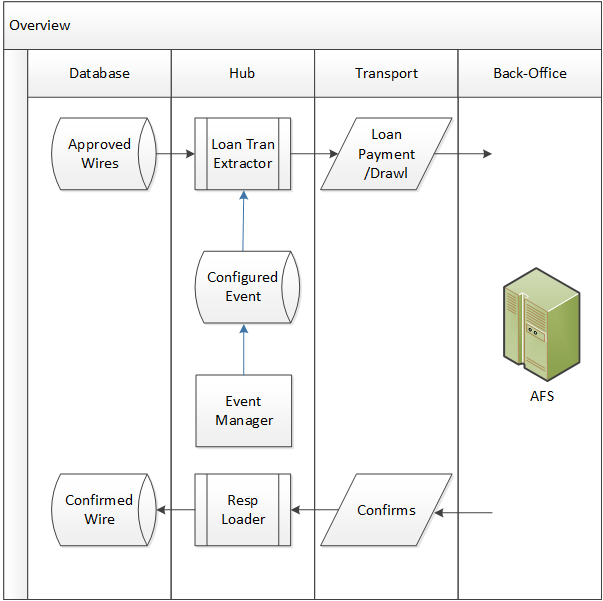 Overview
Database
Hub
Transport
Back-Office
Approved
Wires
Loan Tran
Extractor
Loan
Payment
/Drawl
Configured
Event
AFS
Event
Manager
Confirmed
Wire
Resp
Loader
Confirms